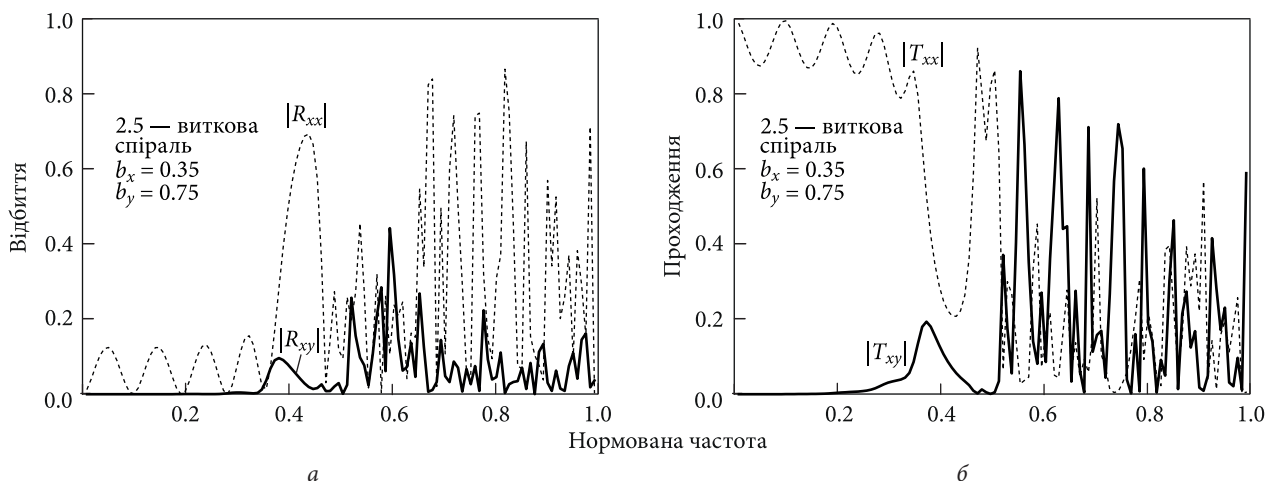 1.0
0.8
0.6
0.4
0.2
0.0
Відбиття
2.5 — виткова
спіраль
b_x = 0.35
b_y = 0.75
|R_xx|
|R_xy|
0.2
0.4
0.6
0.8
1.0
1.0
0.8
0.6
0.4
0.2
0.0
Проходження
2.5 — виткова
спіраль
b_x = 0.35
b_y = 0.75
|T_xx|
|T_xy|
0.2
0.4
0.6
0.8
1.0
Нормована частота
а
б